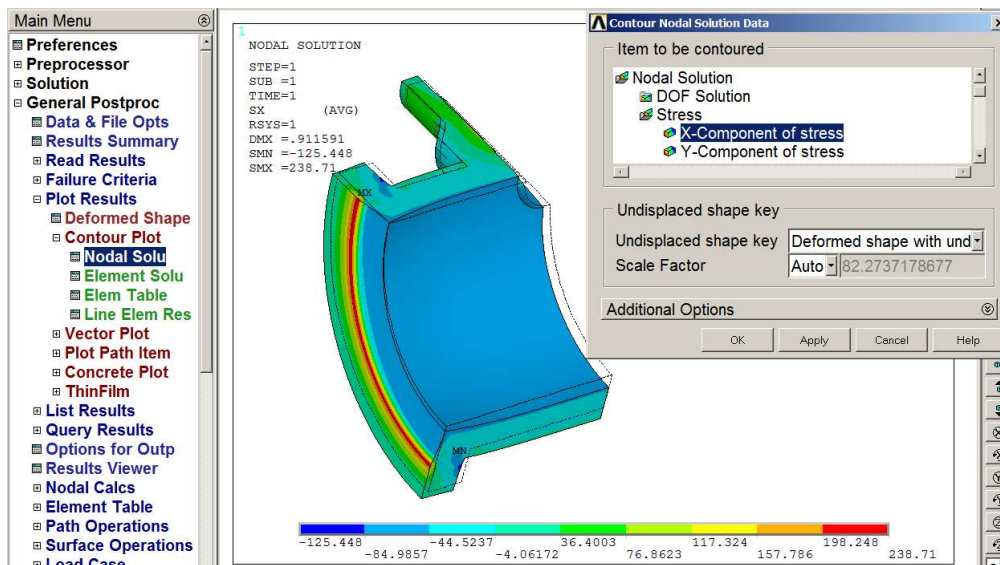 Main Menu
Preferences
Preprocessor
Solution
General Postproc
Data & File Opts
Results Summary
Read Results
Failure Criteria
Plot Results
Deformed Shape
Contour Plot
Nodal Solu
Element Solu
Elem Table
Line Elem Res
Vector Plot
Plot Path Item
Concrete Plot
ThinFilm
List Results
Query Results
Options for Outp
Results Viewer
Nodal Calcs
Element Table
Path Operations
Surface Operations
Load Case
1
NODAL SOLUTION
STEP=1
SUB =1
TIME=1
SX (AVG)
RSYS=1
DMX =.911591
SMN =-125.448
SMX =238.71
MX
MN
-125.448 -44.5237 36.4003 117.324 198.248
-84.9857 -4.06172 76.8623 157.786 238.71
Contour Nodal Solution Data
Item to be contoured
Nodal Solution
DOF Solution
Stress
X-Component of stress
Y-Component of stress
Undisplaced shape key
Undisplaced shape key Deformed shape with und
Scale Factor Auto 82.2737178677
Additional Options
OK Apply Cancel Help